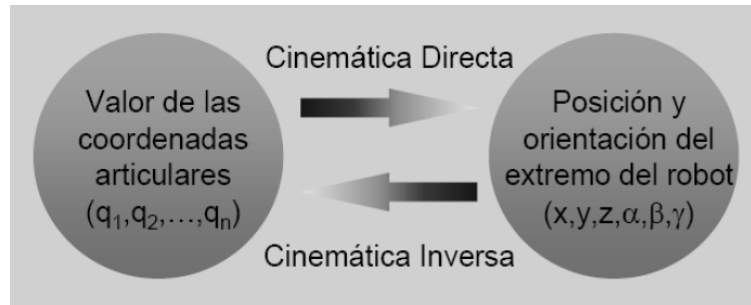 Cinemática Directa
Valor de las
coordenadas
articulares
(q₁,q₂,...,qₙ)
Posición y
orientación del
extremo del robot
(x,y,z,α,β,γ)
Cinemática Inversa